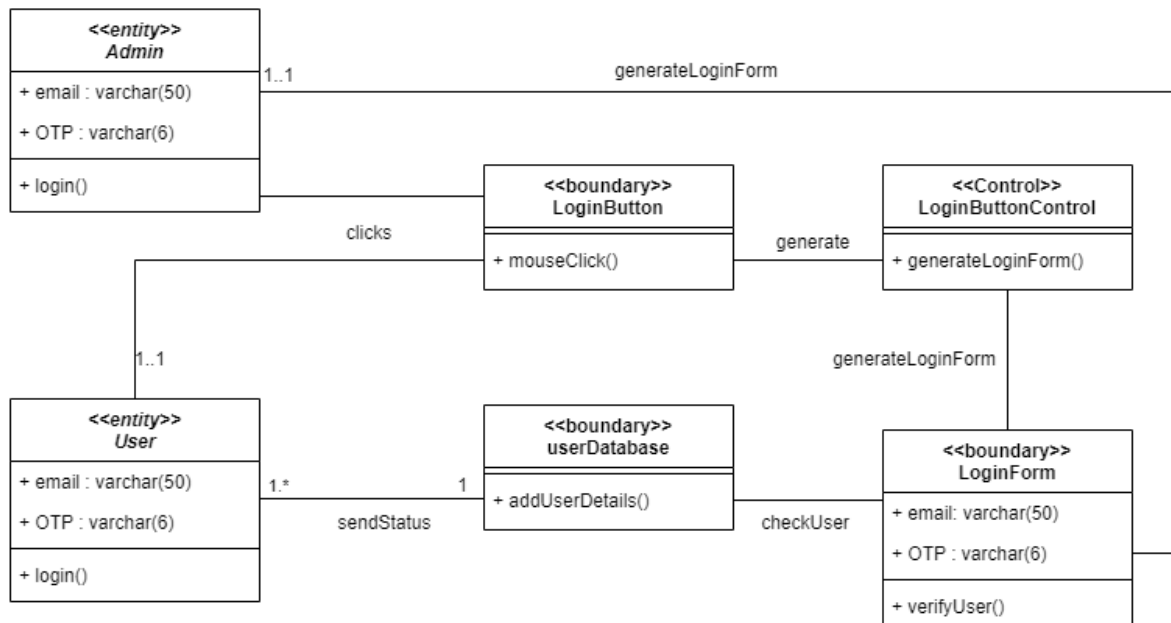 <<entity>>
Admin
+ email : varchar(50)
+ OTP : varchar(6)
+ login()
1..1
generateLoginForm
<<boundary>>
LoginButton
+ mouseClick()
<<Control>>
LoginButtonControl
+ generateLoginForm()
clicks
generate
1..1
generateLoginForm
<<entity>>
User
+ email : varchar(50)
+ OTP : varchar(6)
+ login()
1.*
1
sendStatus
<<boundary>>
userDatabase
+ addUserDetails()
checkUser
<<boundary>>
LoginForm
+ email: varchar(50)
+ OTP : varchar(6)
+ verifyUser()